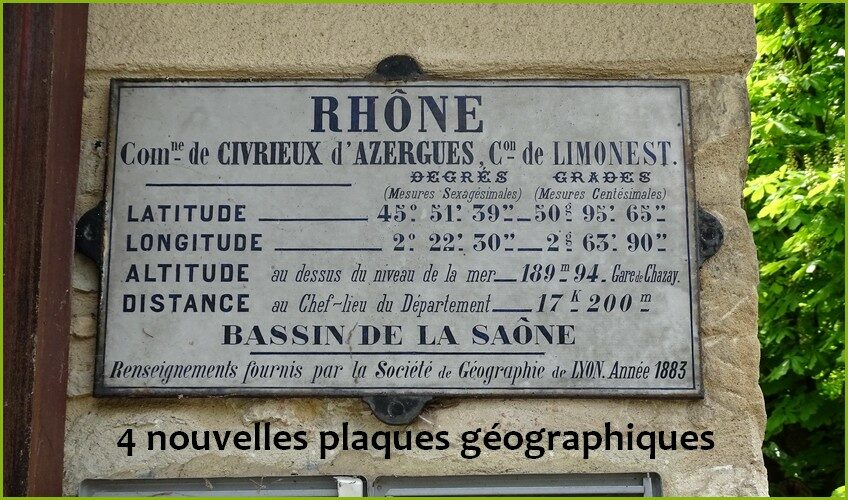 RHÔNE
Comne de CIVRIEUX d'AZERGUES, Con de LIMONEST.
DEGRÉS GRADES
(Mesures Sexagésimales) (Mesures Centésimales)
LATITUDE 45° 51' 39" 50g 95' 65"
LONGITUDE 2° 22' 30" 2g 63' 90"
ALTITUDE au dessus du niveau de la mer 189m 94. Gare de Chazay.
DISTANCE au Chef-lieu du Département 17K 200m
BASSIN DE LA SAÔNE
Renseignements fournis par la Société de Géographie de LYON. Année 1883
4 nouvelles plaques géographiques